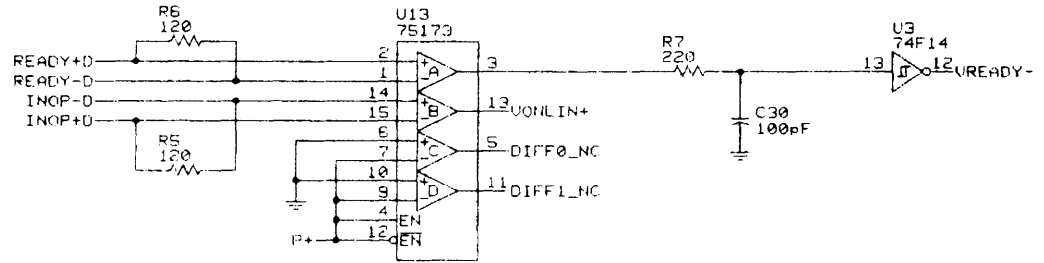 R6
120
U13
75173
READY+D
READY-D
INOP-D
INOP+D
R5
120
2
1
14
15
6
7
10
9
4
12
+
-A
+
-B
+
-C
+
-D
EN
EN
P+
3
13
VONLIN+
5
DIFF0_NC
11
DIFF1_NC
R7
220
C30
100pF
U3
74F14
13
12
VREADY-